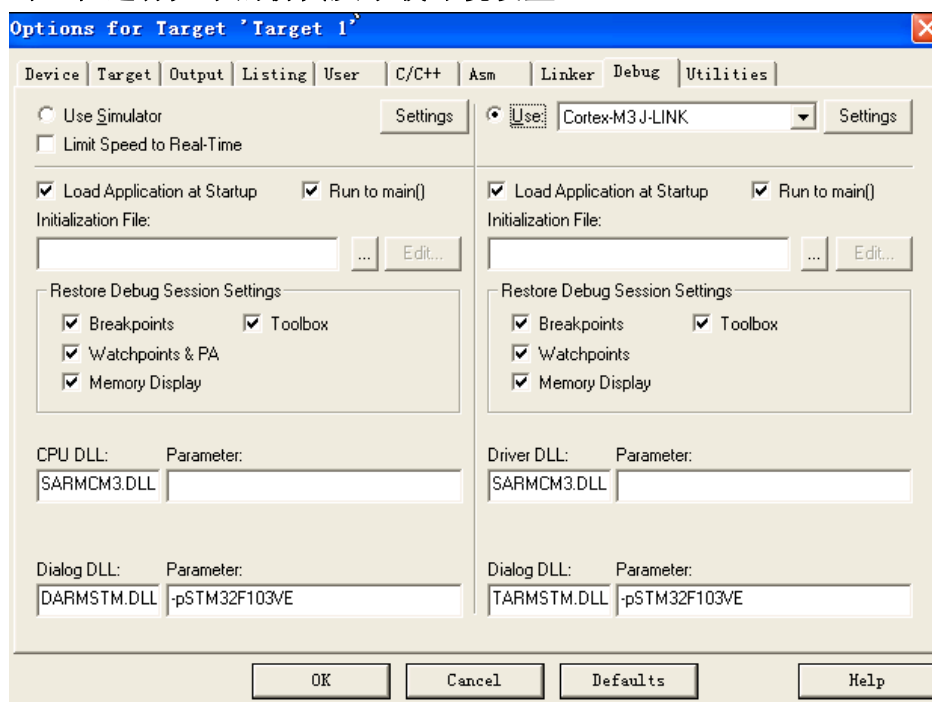 Options for Target 'Target 1'
Device Target Output Listing User C/C++ Asm Linker Debug Utilities
Use Simulator Settings Use: Cortex-M3 J-LINK Settings
Limit Speed to Real-Time
Load Application at Startup Run to main() Load Application at Startup Run to main()
Initialization File: Initialization File:
... Edit... ... Edit...
Restore Debug Session Settings Restore Debug Session Settings
Breakpoints Toolbox Breakpoints Toolbox
Watchpoints & PA Watchpoints
Memory Display Memory Display
CPU DLL: Parameter: Driver DLL: Parameter:
SARMCM3.DLL SARMCM3.DLL
Dialog DLL: Parameter: Dialog DLL: Parameter:
DARMSTM.DLL -pSTM32F103VE TARMSTM.DLL -pSTM32F103VE
OK Cancel Defaults Help